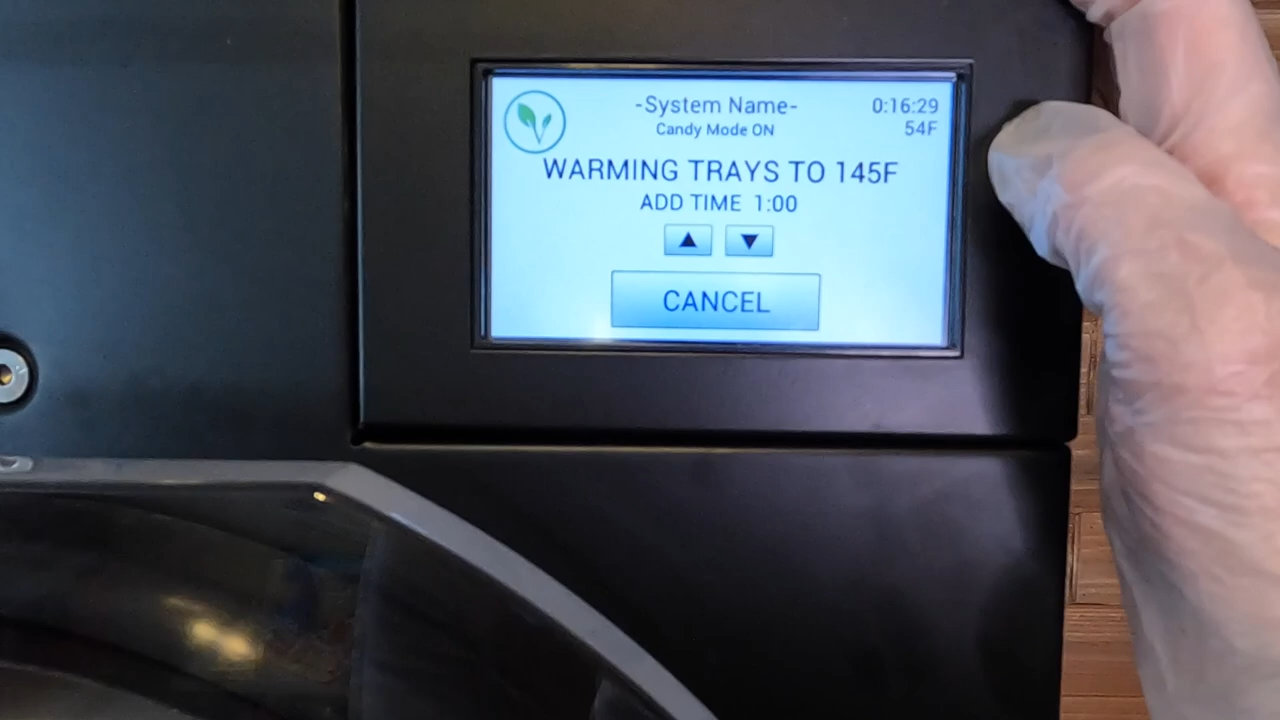 -System Name-
0:16:29
Candy Mode ON
54F
WARMING TRAYS TO 145F
ADD TIME 1:00
▲ ▼
CANCEL